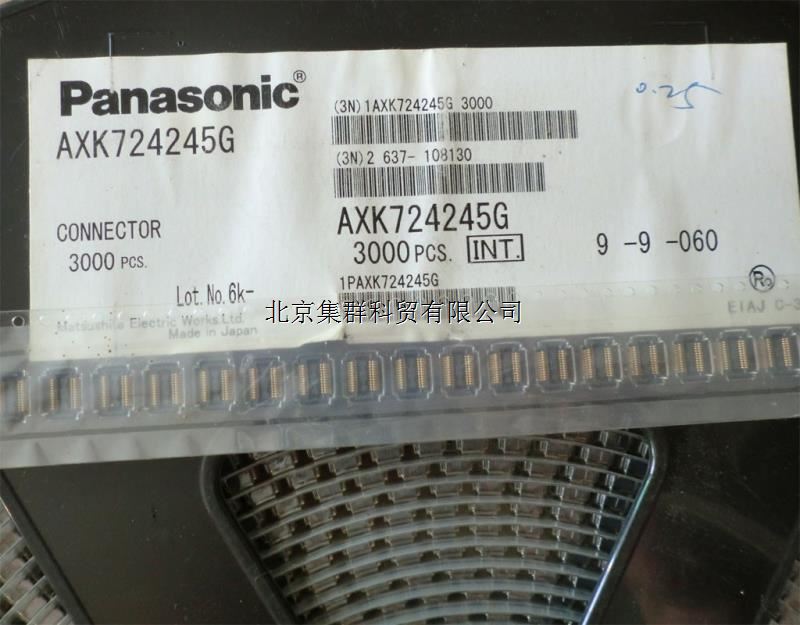 Panasonic®
AXK724245G
CONNECTOR
3000 PCS.
Lot.No.6k-
Matsushita Electric Works.Ltd.
Made in Japan
(3N)1AXK724245G 3000
(3N)2 637- 108130
AXK724245G
3000 PCS. INT.
1PAXK724245G
0.25
9 -9 -060
EIAJ C-3
北京集群科贸有限公司